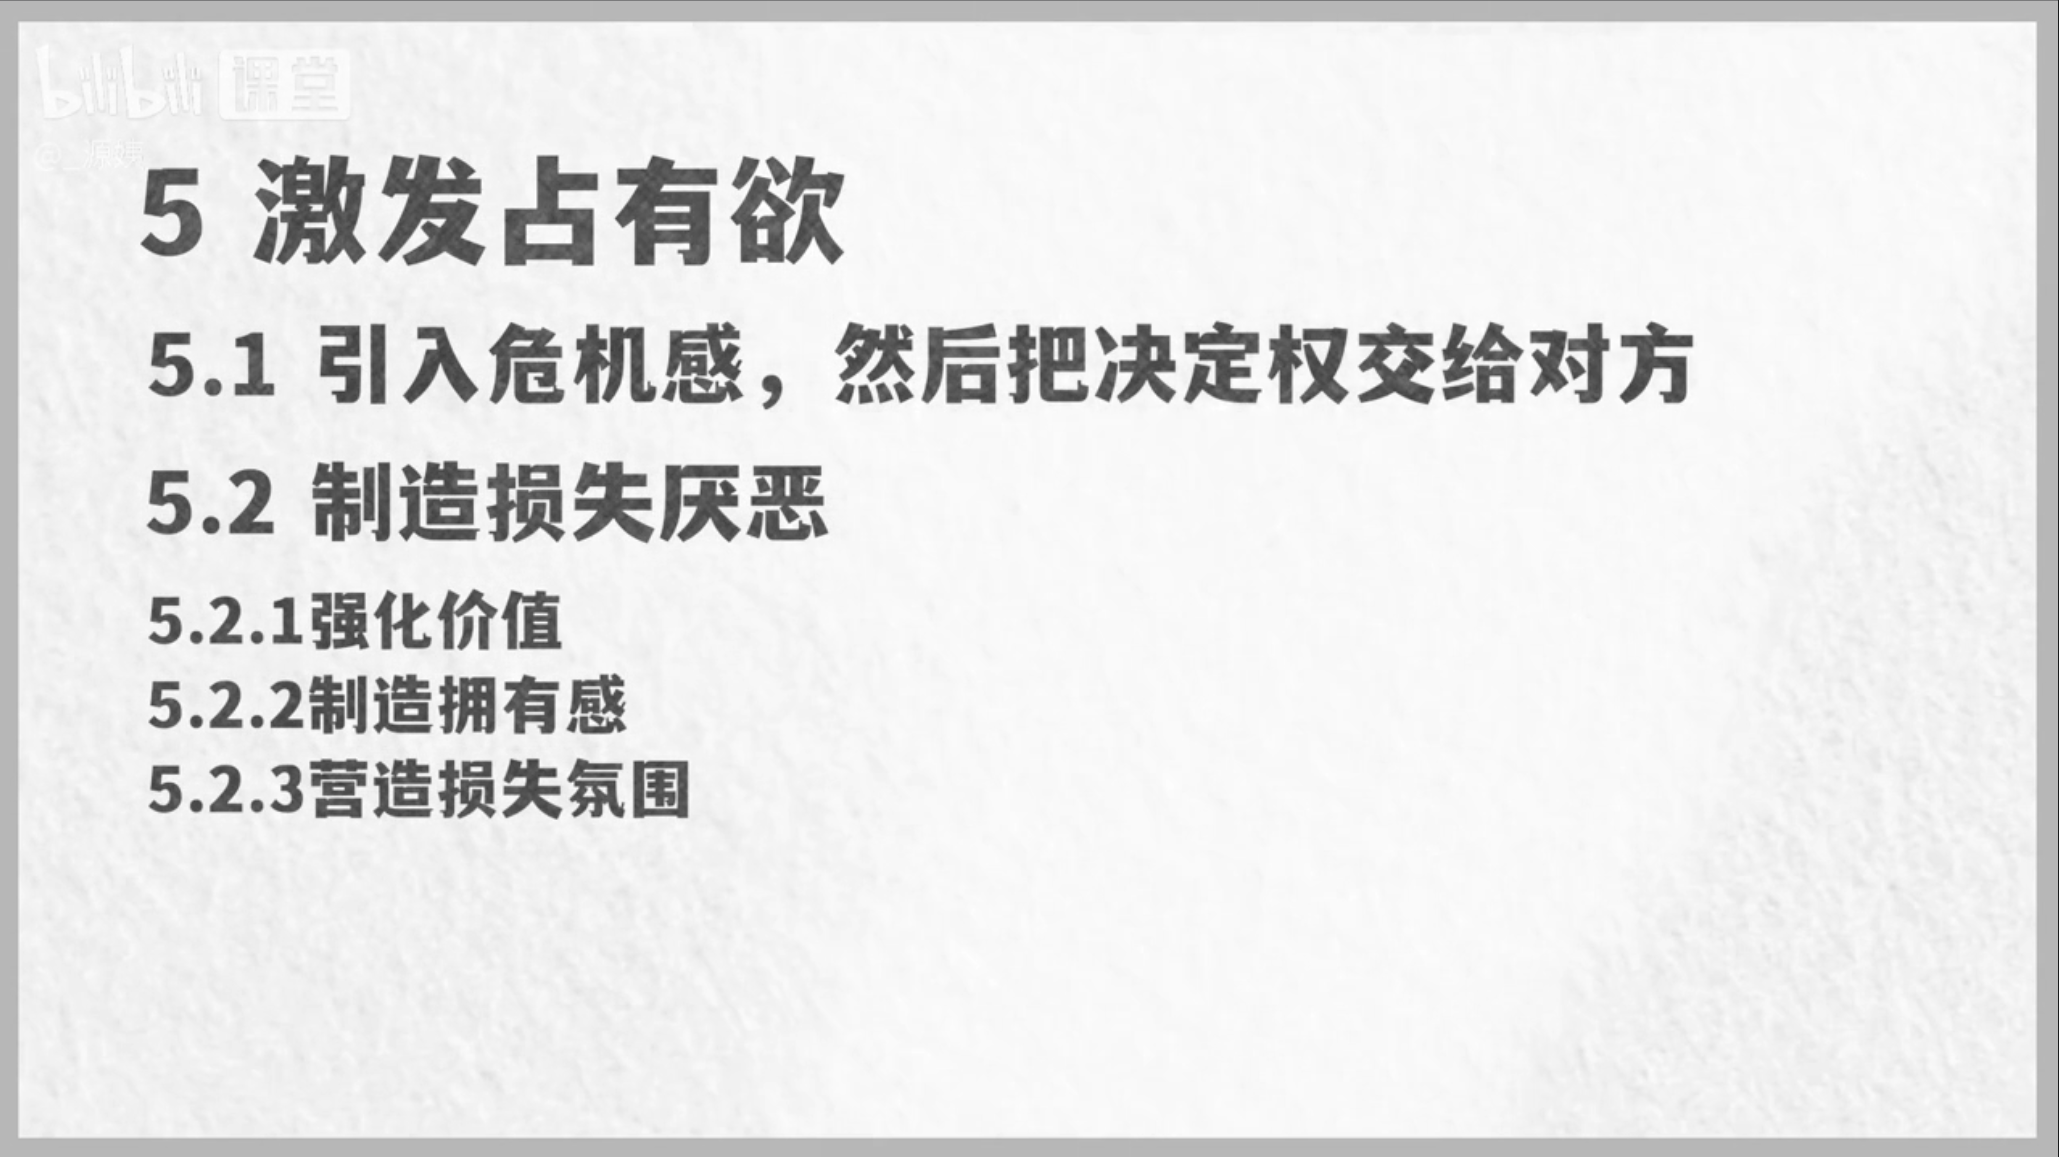 bilibili 课堂
5 激发占有欲
5.1 引入危机感，然后把决定权交给对方
5.2 制造损失厌恶
5.2.1强化价值
5.2.2制造拥有感
5.2.3营造损失氛围